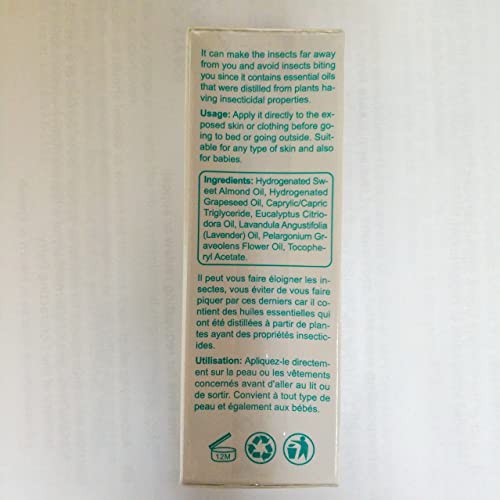 It can make the insects far away
from you and avoid insects biting
you since it contains essential oils
that were distilled from plants ha-
ving insecticidal properties.
Usage: Apply it directly to the ex-
posed skin or clothing before go-
ing to bed or going outside. Suit-
able for any type of skin and also
for babies.
Ingredients: Hydrogenated Sw-
eet Almond Oil, Hydrogenated
Grapeseed Oil, Caprylic/Capric
Triglyceride, Eucalyptus Citrio-
dora Oil, Lavandula Angustifolia
(Lavender) Oil, Pelargonium Gr-
aveolens Flower Oil, Tocophe-
ryl Acetate.
Il peut vous faire éloigner les in-
sectes, vous éviter de vous faire
piquer par ces derniers car il co-
ntient des huiles essentielles qui
ont été distillées à partir de plan-
tes ayant des propriétés insectic-
ides.
Utilisation: Apliquez-le directem-
ent sur la peau ou les vêtements
concernés avant d'aller au lit ou
de sortir. Convient à tout type de
peau et également aux bébés.
12M